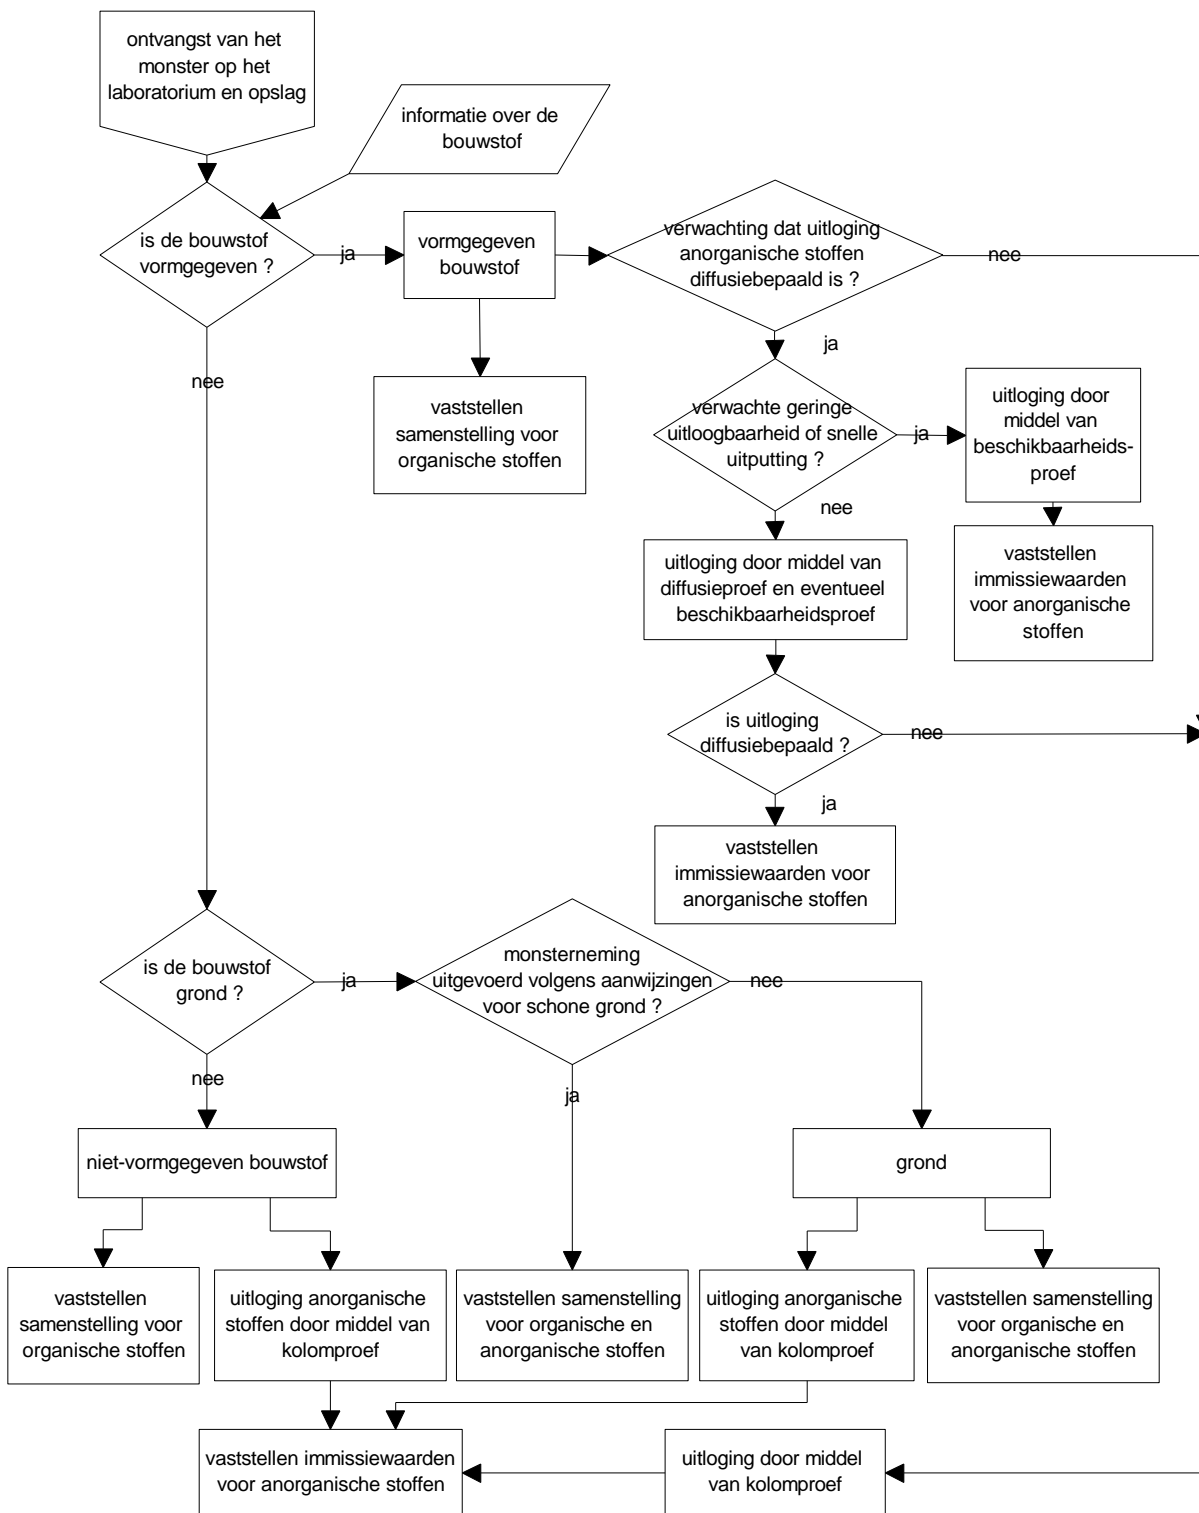 ontvangst van het
monster op het
laboratorium en opslag
informatie over de
bouwstof
is de bouwstof
vormgegeven ?
ja
vormgegeven
bouwstof
verwachting dat uitloging
anorganische stoffen
diffusiebepaald is ?
nee
ja
nee
vaststellen
samenstelling voor
organische stoffen
verwachte geringe
uitloogbaarheid of snelle
uitputting ?
ja
uitloging door
middel van
beschikbaarheids-
proef
nee
vaststellen
immissiewaarden
voor anorganische
stoffen
uitloging door middel van
diffusieproef en eventueel
beschikbaarheidsproef
is uitloging
diffusiebepaald ?
nee
ja
vaststellen
immissiewaarden voor
anorganische stoffen
is de bouwstof
grond ?
ja
monsterneming
uitgevoerd volgens aanwijzingen
voor schone grond ?
nee
nee
ja
niet-vormgegeven bouwstof
grond
vaststellen
samenstelling voor
organische stoffen
uitloging anorganische
stoffen door middel van
kolomproef
vaststellen samenstelling
voor organische en
anorganische stoffen
uitloging anorganische
stoffen door middel
van kolomproef
vaststellen samenstelling
voor organische en
anorganische stoffen
vaststellen immissiewaarden
voor anorganische stoffen
uitloging door middel
van kolomproef